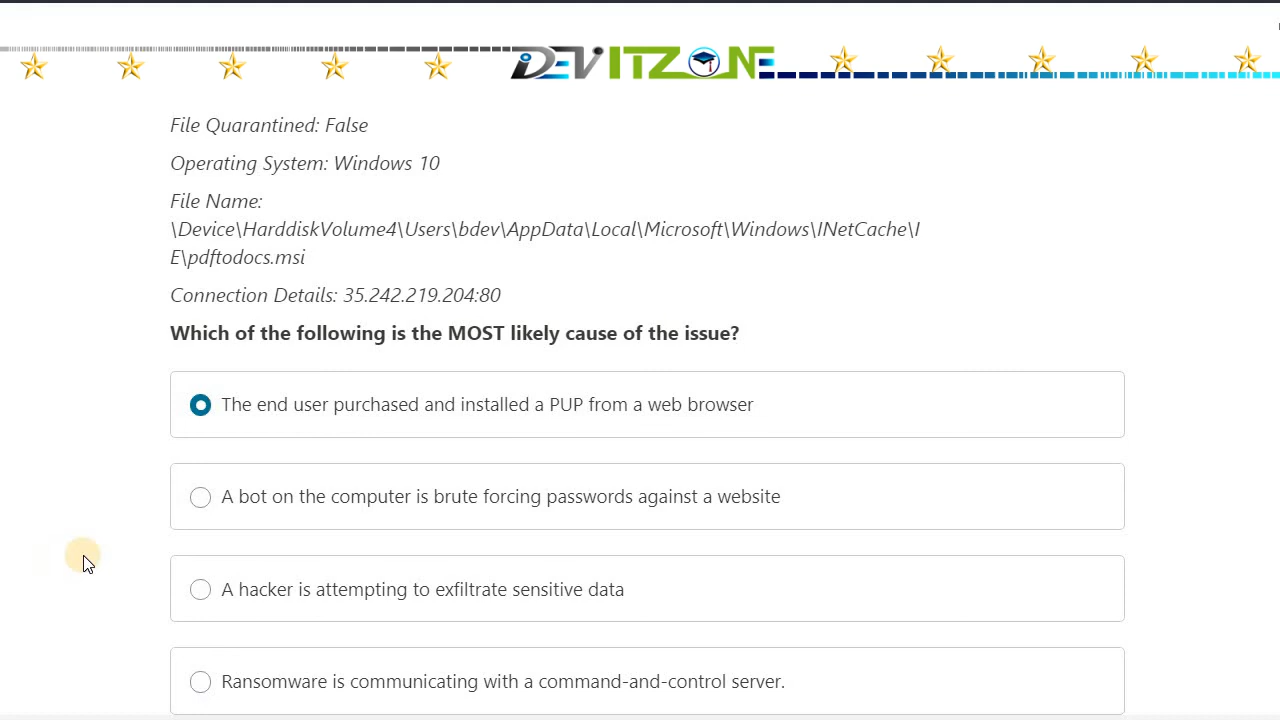 DEV ITZONE
File Quarantined: False
Operating System: Windows 10
File Name:
\Device\HarddiskVolume4\Users\bdev\AppData\Local\Microsoft\Windows\INetCache\I
E\pdftodocs.msi
Connection Details: 35.242.219.204:80
Which of the following is the MOST likely cause of the issue?
The end user purchased and installed a PUP from a web browser
A bot on the computer is brute forcing passwords against a website
A hacker is attempting to exfiltrate sensitive data
Ransomware is communicating with a command-and-control server.